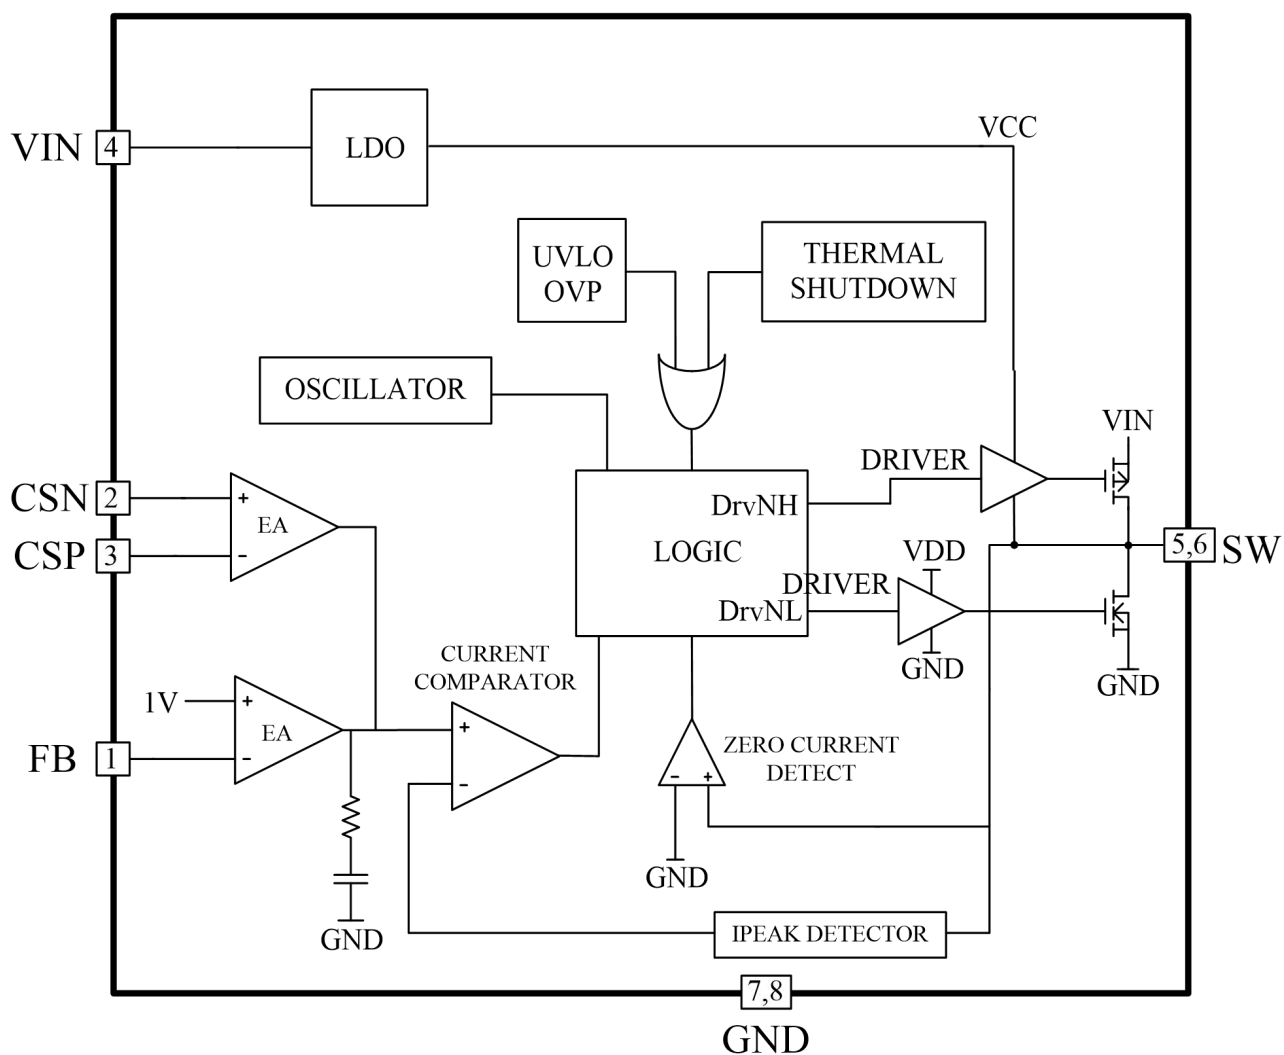 VCC
VIN 4 LDO
UVLO
OVP
THERMAL
SHUTDOWN
OSCILLATOR
VIN
DRIVER
CSN 2 +
EA
CSP 3 -
DrvNH
LOGIC
5,6 SW
VDD
DRIVER
DrvNL
GND
GND
CURRENT
COMPARATOR
1V +
EA
FB 1 -
+
-
ZERO CURRENT
DETECT
- +
GND
GND
IPEAK DETECTOR
7,8
GND